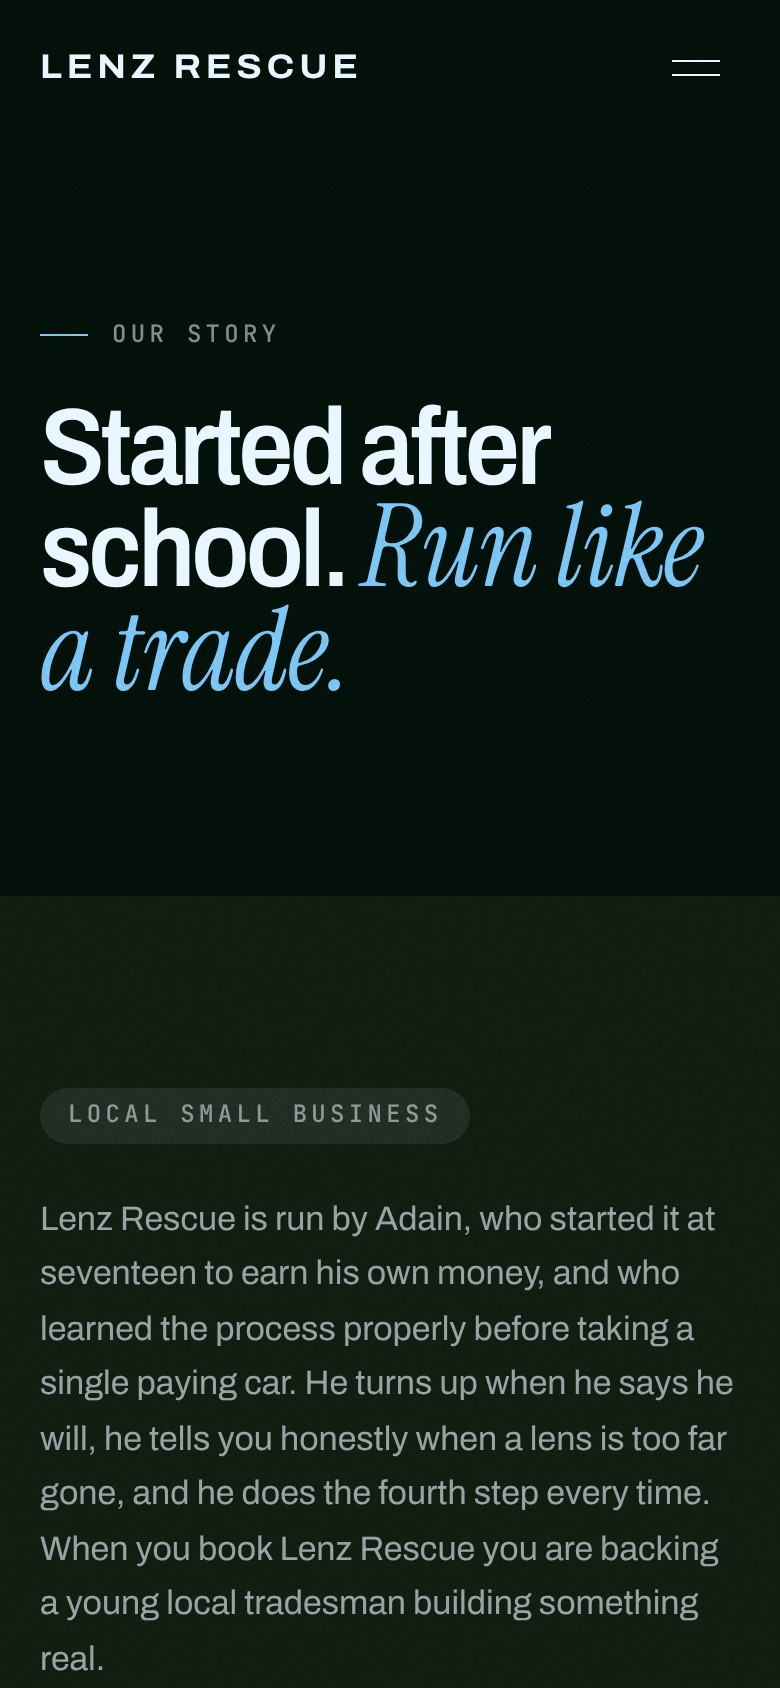 LENZ RESCUE
OUR STORY
Started after
school. Run like
a trade.
LOCAL SMALL BUSINESS
Lenz Rescue is run by Adain, who started it at
seventeen to earn his own money, and who
learned the process properly before taking a
single paying car. He turns up when he says he
will, he tells you honestly when a lens is too far
gone, and he does the fourth step every time.
When you book Lenz Rescue you are backing
a young local tradesman building something
real.